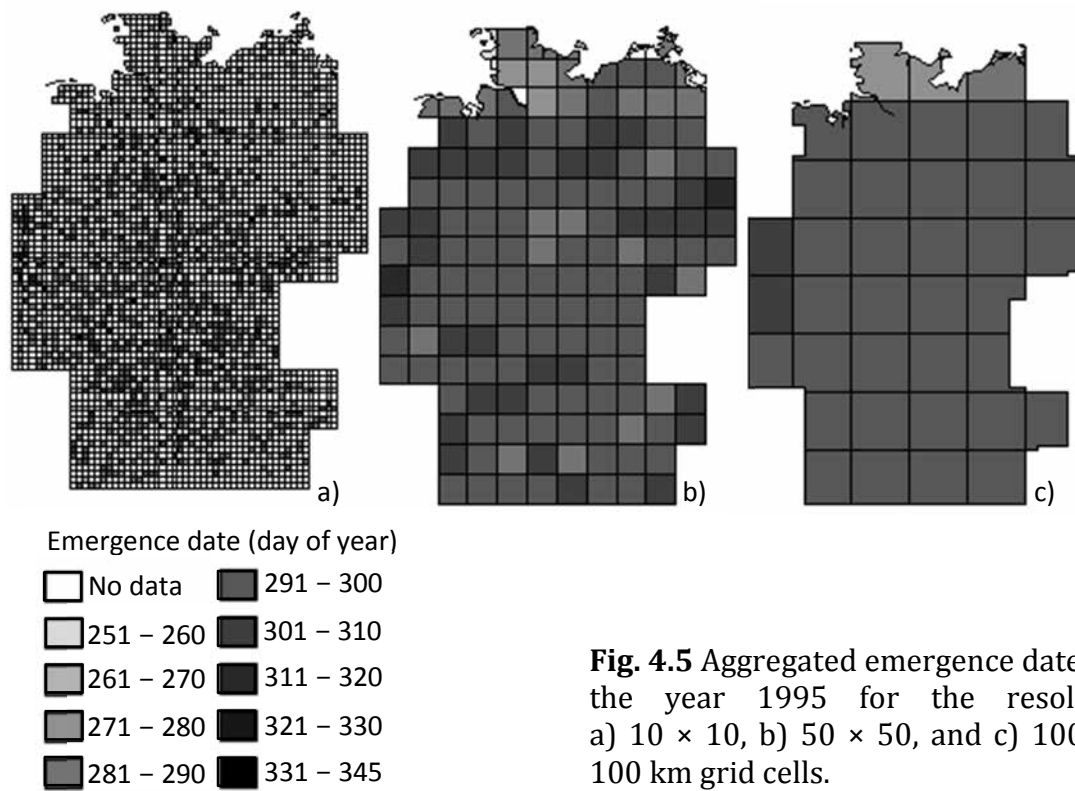 a)
b)
c)
Emergence date (day of year)
No data
251 – 260
261 – 270
271 – 280
281 – 290
291 – 300
301 – 310
311 – 320
321 – 330
331 – 345
Fig. 4.5 Aggregated emergence date
the year 1995 for the resol
a) 10 × 10, b) 50 × 50, and c) 100
100 km grid cells.